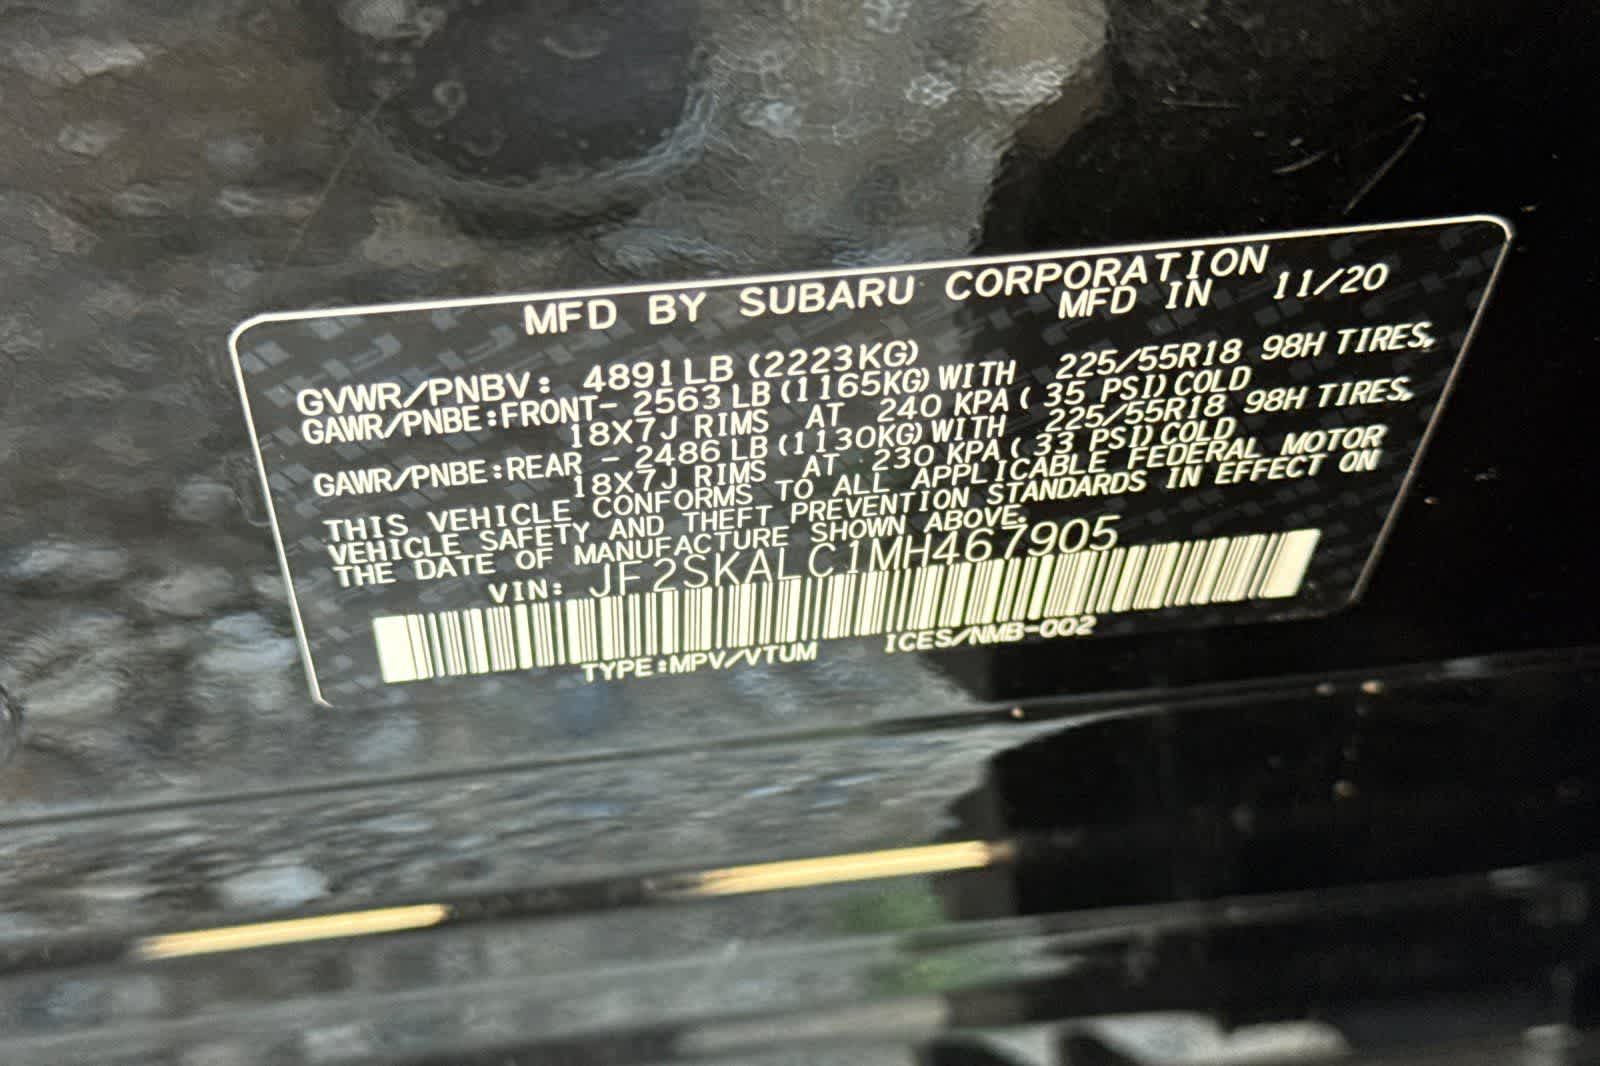 MFD BY SUBARU CORPORATION
MFD IN 11/20
GVWR/PNBV: 4891LB (2223KG)
GAWR/PNBE:FRONT- 2563 LB (1165KG) WITH 225/55R18 98H TIRES,
18X7J RIMS AT 240 KPA ( 35 PSI) COLD
GAWR/PNBE:REAR - 2486 LB (1130KG) WITH 225/55R18 98H TIRES,
18X7J RIMS AT 230 KPA ( 33 PSI) COLD
THIS VEHICLE CONFORMS TO ALL APPLICABLE FEDERAL MOTOR
VEHICLE SAFETY AND THEFT PREVENTION STANDARDS IN EFFECT ON
THE DATE OF MANUFACTURE SHOWN ABOVE.
VIN: JF2SKALC1MH467905
TYPE:MPV/VTUM ICES/NMB-002